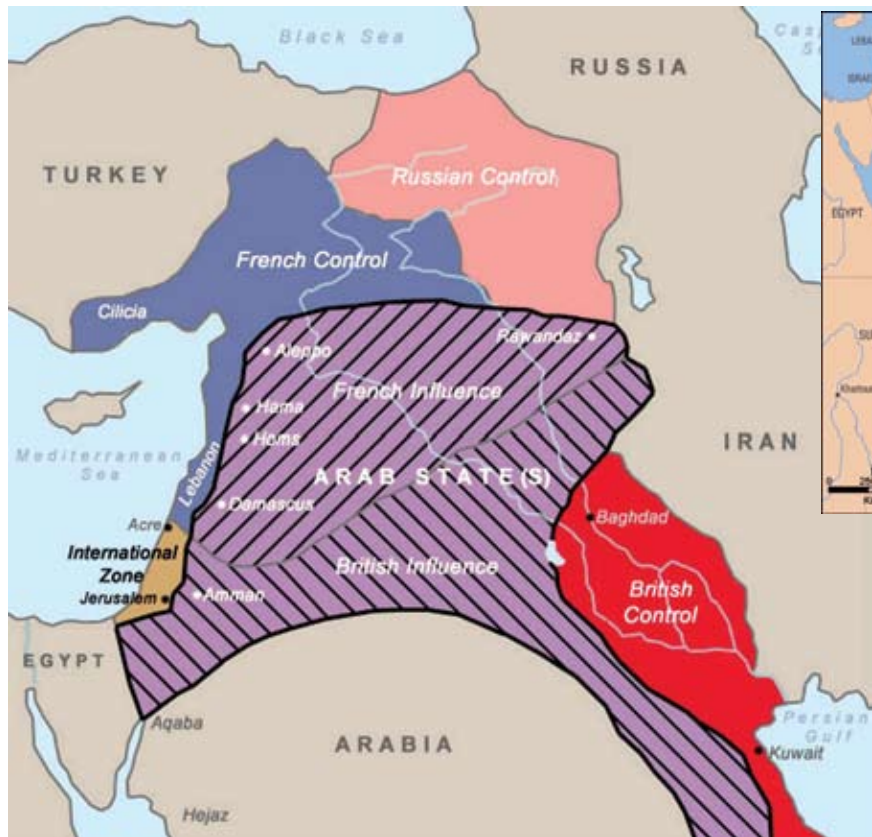 Black Sea
RUSSIA
TURKEY
Russian Control
French Control
Cilicia
Aleppo
Rawandaz
French Influence
Hama
Homs
Mediterranean
Sea
Lebanon
ARAB STATE(S)
IRAN
Damascus
Baghdad
Acre
International
Zone
British Influence
Jerusalem
Amman
British
Control
EGYPT
Aqaba
ARABIA
Persian
Gulf
Kuwait
Hejaz
EGYPT
0